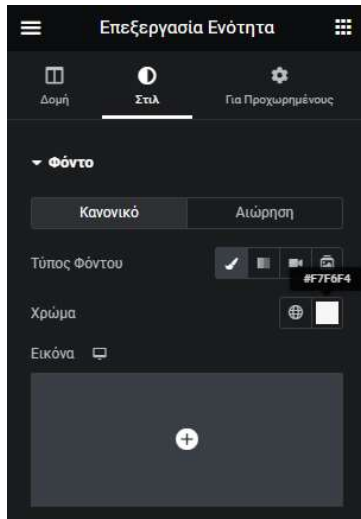 Επεξεργασία Ενότητα
Δομή
Στιλ
Για Προχωρημένους
Φόντο
Κανονικό
Αιώρηση
Τύπος Φόντου
#F7F6F4
Χρώμα
Εικόνα